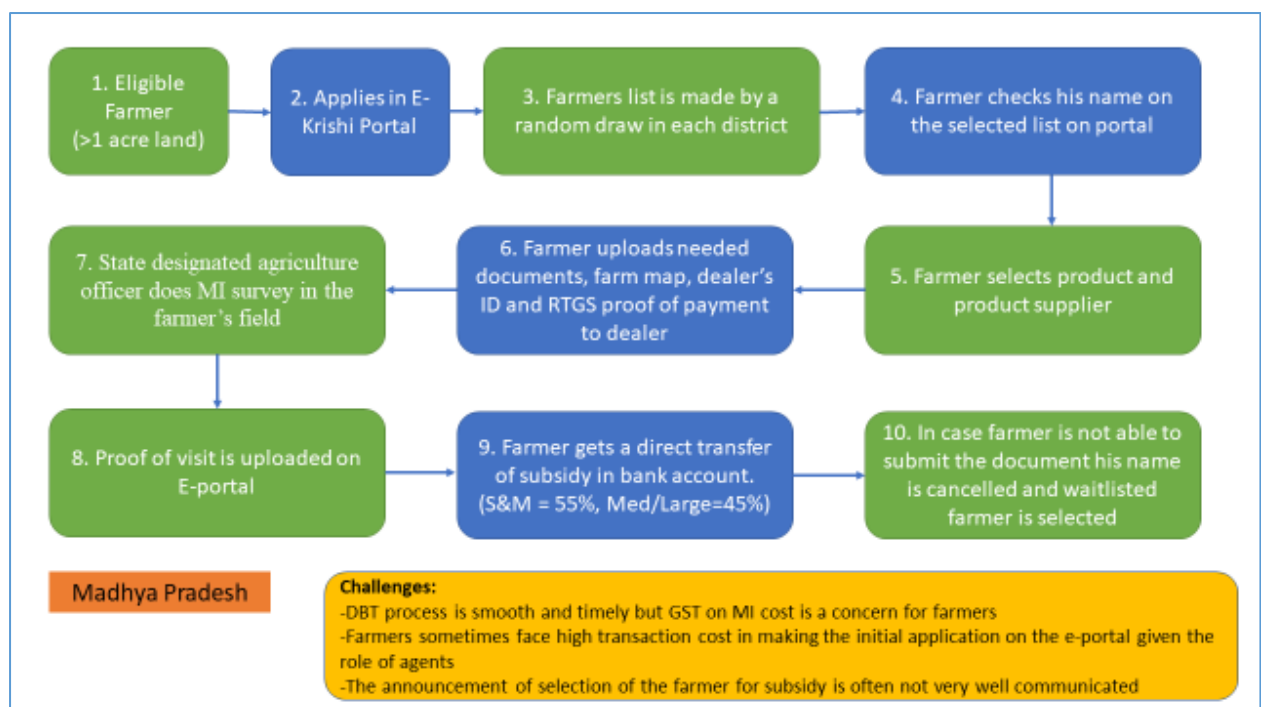 1. Eligible
Farmer
(>1 acre land)
2. Applies in E-
Krishi Portal
3. Farmers list is made by a
random draw in each district
4. Farmer checks his name on
the selected list on portal
5. Farmer selects product and
product supplier
6. Farmer uploads needed
documents, farm map, dealer's
ID and RTGS proof of payment
to dealer
7. State designated agriculture
officer does MI survey in the
farmer's field
8. Proof of visit is uploaded on
E-portal
9. Farmer gets a direct transfer
of subsidy in bank account.
(S&M = 55%, Med/Large=45%)
10. In case farmer is not able to
submit the document his name
is cancelled and waitlisted
farmer is selected
Madhya Pradesh
Challenges:
-DBT process is smooth and timely but GST on MI cost is a concern for farmers
-Farmers sometimes face high transaction cost in making the initial application on the e-portal given the
role of agents
-The announcement of selection of the farmer for subsidy is often not very well communicated